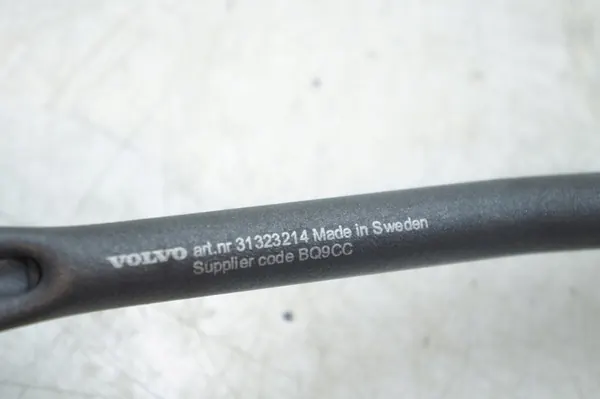 VOLVO art.nr 31323214 Made in Sweden
Supplier code BQ9CC